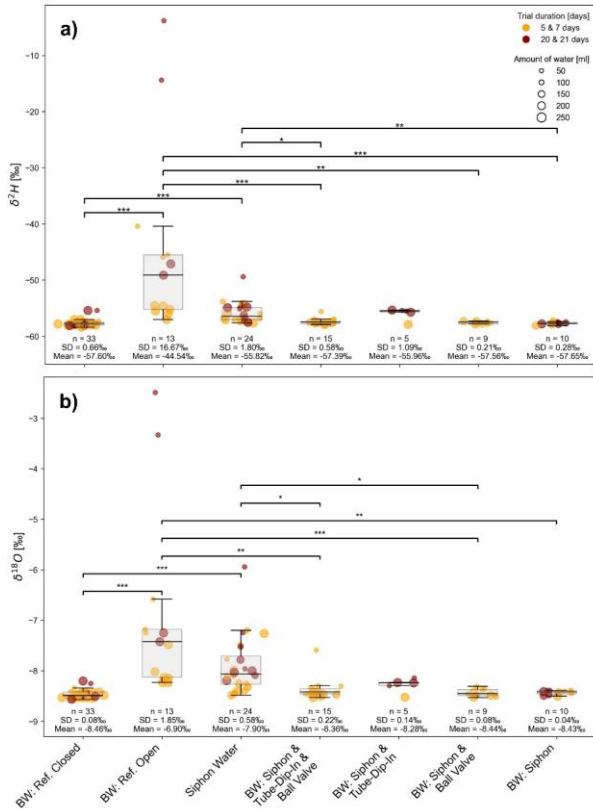 a)
Trial duration [days]
5 & 7 days
20 & 21 days
Amount of water [ml]
50
100
150
200
250
δ²H [‰]
−10
−20
−30
−40
−50
−60
**
*
***
**
***
***
***
n = 33
SD = 0.66‰
Mean = -57.60‰
n = 13
SD = 16.67‰
Mean = -44.54‰
n = 24
SD = 1.80‰
Mean = -55.82‰
n = 15
SD = 0.58‰
Mean = -57.39‰
n = 5
SD = 1.09‰
Mean = -55.96‰
n = 9
SD = 0.21‰
Mean = -57.56‰
n = 10
SD = 0.28‰
Mean = -57.65‰
b)
δ¹⁸O [‰]
−3
−4
−5
−6
−7
−8
−9
*
*
**
***
**
***
***
n = 33
SD = 0.08‰
Mean = -8.46‰
n = 13
SD = 1.85‰
Mean = -6.90‰
n = 24
SD = 0.58‰
Mean = -7.90‰
n = 15
SD = 0.22‰
Mean = -8.36‰
n = 5
SD = 0.14‰
Mean = -8.28‰
n = 9
SD = 0.08‰
Mean = -8.44‰
n = 10
SD = 0.04‰
Mean = -8.43‰
BW: Ref. Closed
BW: Ref. Open
Siphon Water
BW: Siphon &
Tube-Dip-In &
Ball Valve
BW: Siphon &
Tube-Dip-In
BW: Siphon &
Ball Valve
BW: Siphon